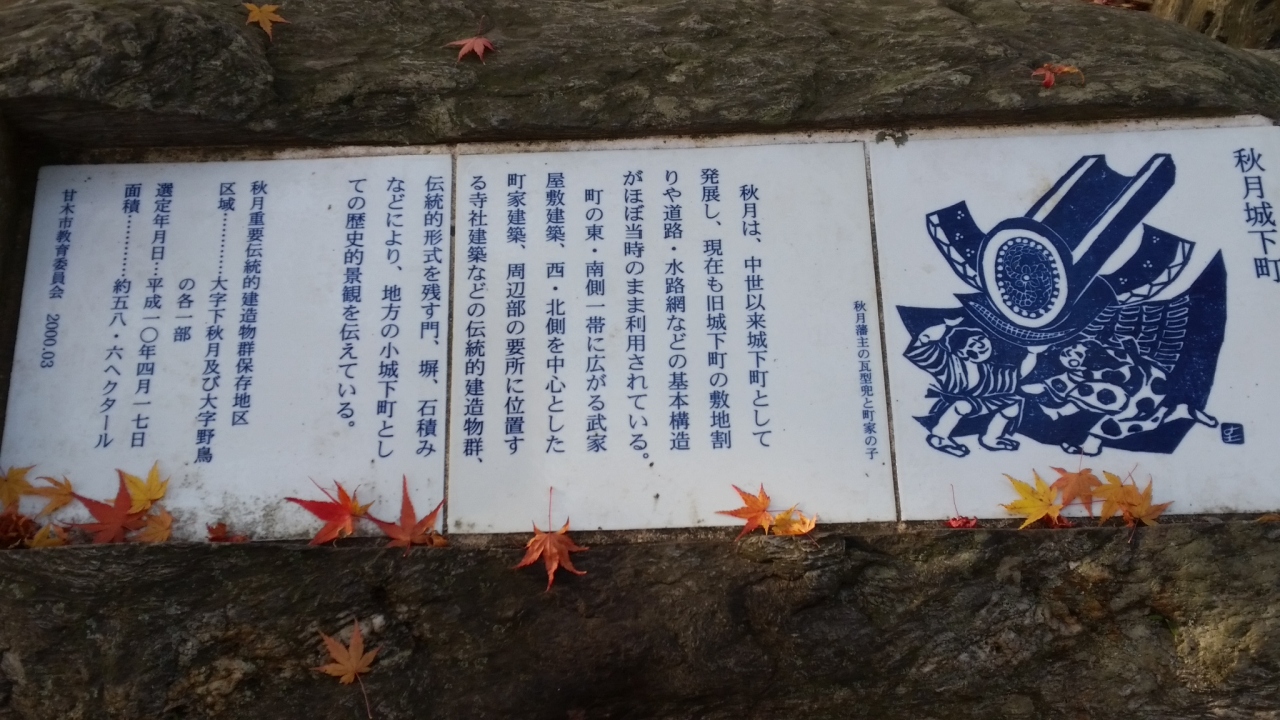 秋月城下町
秋月藩主の瓦型兜と町家の子
秋月は、中世以来城下町として
発展し、現在も旧城下町の敷地割
りや道路・水路網などの基本構造
がほぼ当時のまま利用されている。
町の東・南側一帯に広がる武家
屋敷建築、西・北側を中心とした
町家建築、周辺部の要所に位置す
る寺社建築などの伝統的建造物群、
伝統的形式を残す門、塀、石積み
などにより、地方の小城下町とし
ての歴史的景観を伝えている。
秋月重要伝統的建造物群保存地区
区域…………大字下秋月及び大字野鳥
の各一部
選定年月日…平成一〇年四月一七日
面積…………約五八・六ヘクタール
甘木市教育委員会 2000.03